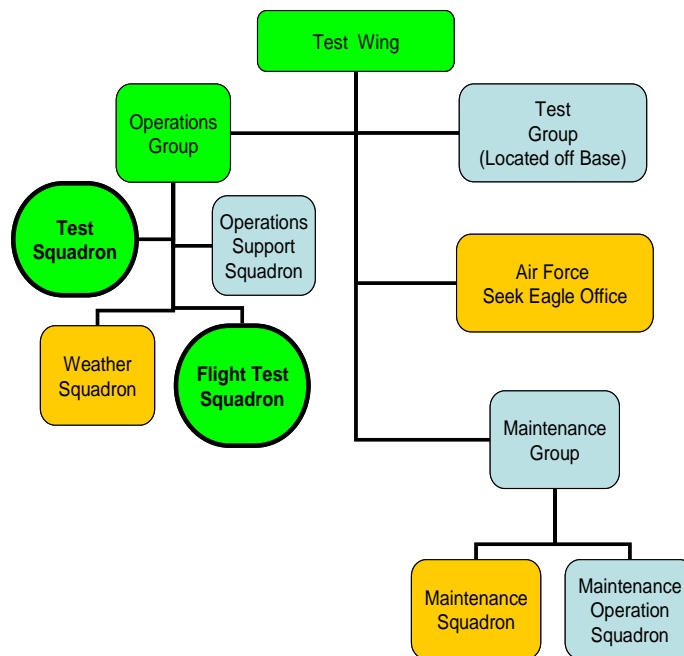 Test Wing
Operations
Group
Test
Group
(Located off Base)
Test
Squadron
Operations
Support
Squadron
Air Force
Seek Eagle Office
Weather
Squadron
Flight Test
Squadron
Maintenance
Group
Maintenance
Squadron
Maintenance
Operation
Squadron